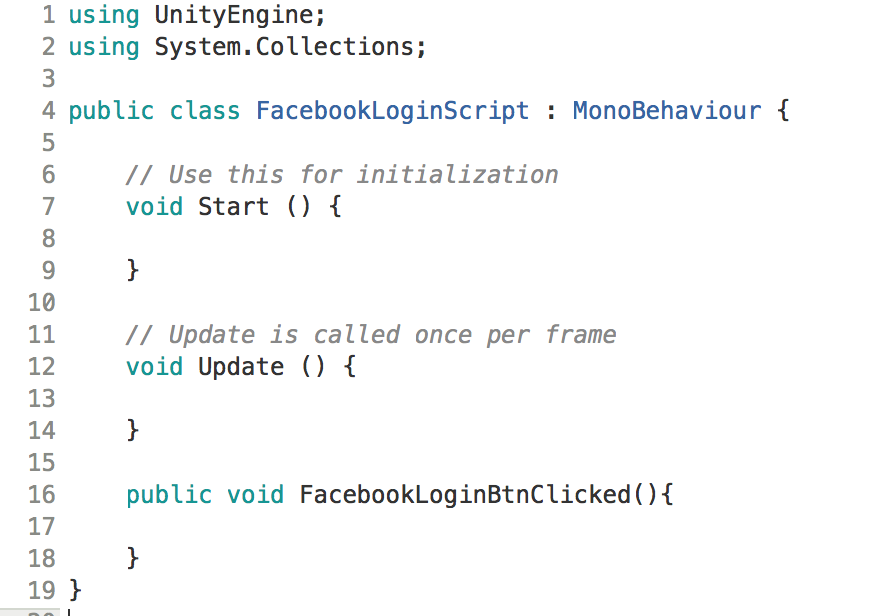 1 using UnityEngine;
2 using System.Collections;
3
4 public class FacebookLoginScript : MonoBehaviour {
5
6     // Use this for initialization
7     void Start () {
8
9     }
10
11     // Update is called once per frame
12     void Update () {
13
14     }
15
16     public void FacebookLoginBtnClicked(){
17
18     }
19 }
20